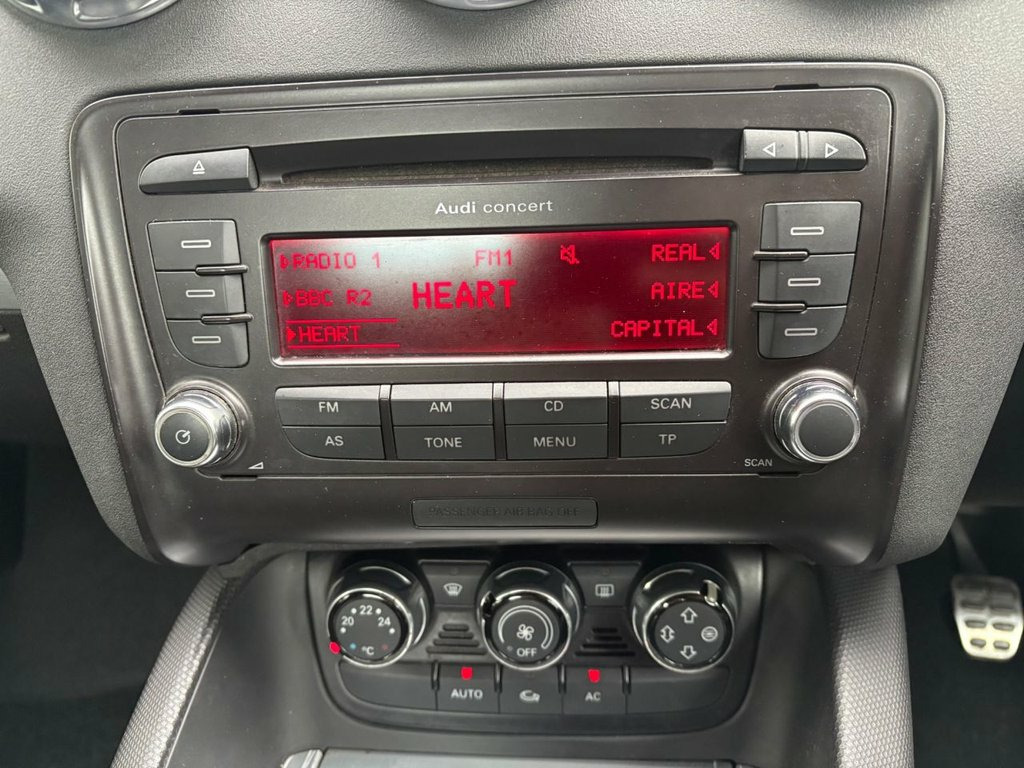 Audi concert
RADIO 1 FM1 REAL
BBC R2 HEART AIRE
HEART CAPITAL
FM AM CD SCAN
AS TONE MENU TP
SCAN
PASSENGER AIR BAG OFF
22
20 24
°C
OFF
AUTO AC